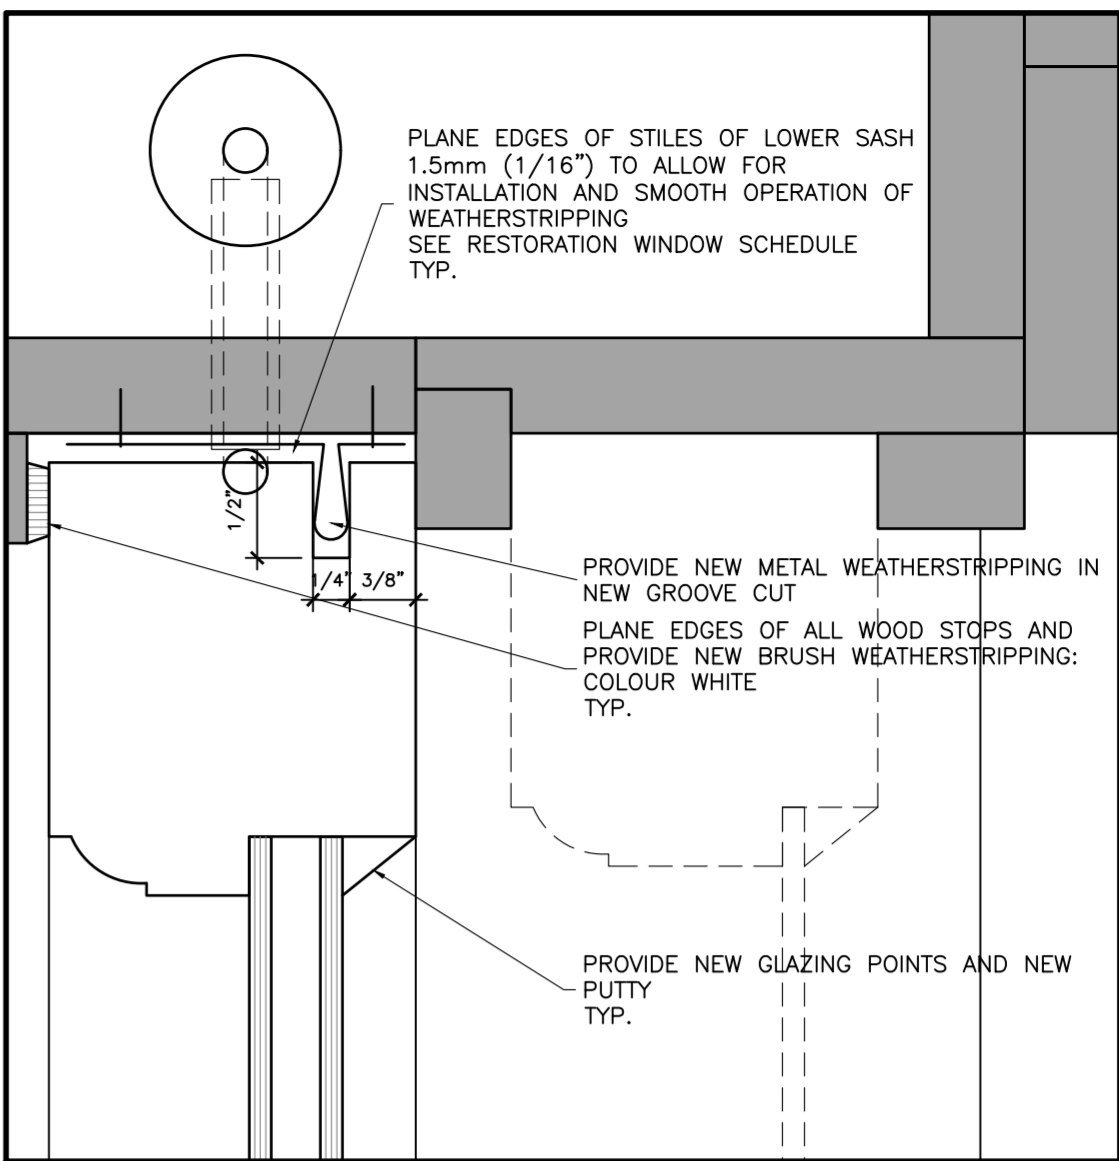 PLANE EDGES OF STILES OF LOWER SASH
1.5mm (1/16") TO ALLOW FOR
INSTALLATION AND SMOOTH OPERATION OF
WEATHERSTRIPPING
SEE RESTORATION WINDOW SCHEDULE
TYP.
1/2"
1/4" 3/8"
PROVIDE NEW METAL WEATHERSTRIPPING IN
NEW GROOVE CUT
PLANE EDGES OF ALL WOOD STOPS AND
PROVIDE NEW BRUSH WEATHERSTRIPPING:
COLOUR WHITE
TYP.
PROVIDE NEW GLAZING POINTS AND NEW
PUTTY
TYP.